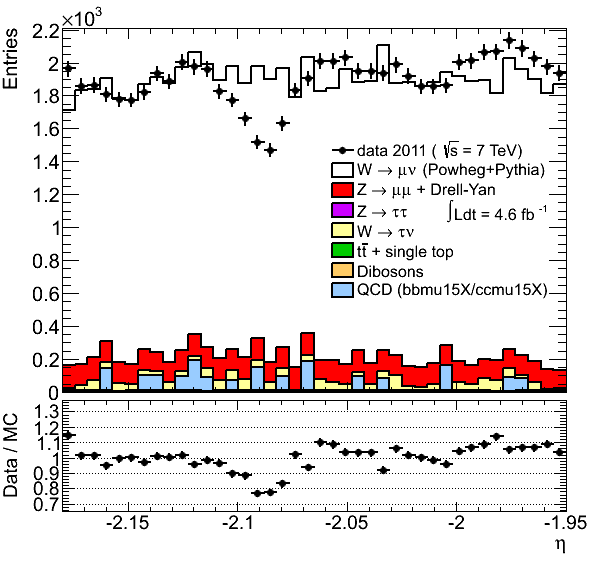 ×10³
Entries
2.2
2
1.8
1.6
1.4
1.2
1
0.8
0.6
0.4
0.2
0
data 2011 ( √s = 7 TeV)
W → μν (Powheg+Pythia)
Z → μμ + Drell-Yan
Z → ττ
∫Ldt = 4.6 fb⁻¹
W → τν
tt̄ + single top
Dibosons
QCD (bbmu15X/ccmu15X)
Data / MC
1.3
1.2
1.1
1
0.9
0.8
0.7
-2.15 -2.1 -2.05 -2 -1.95
η